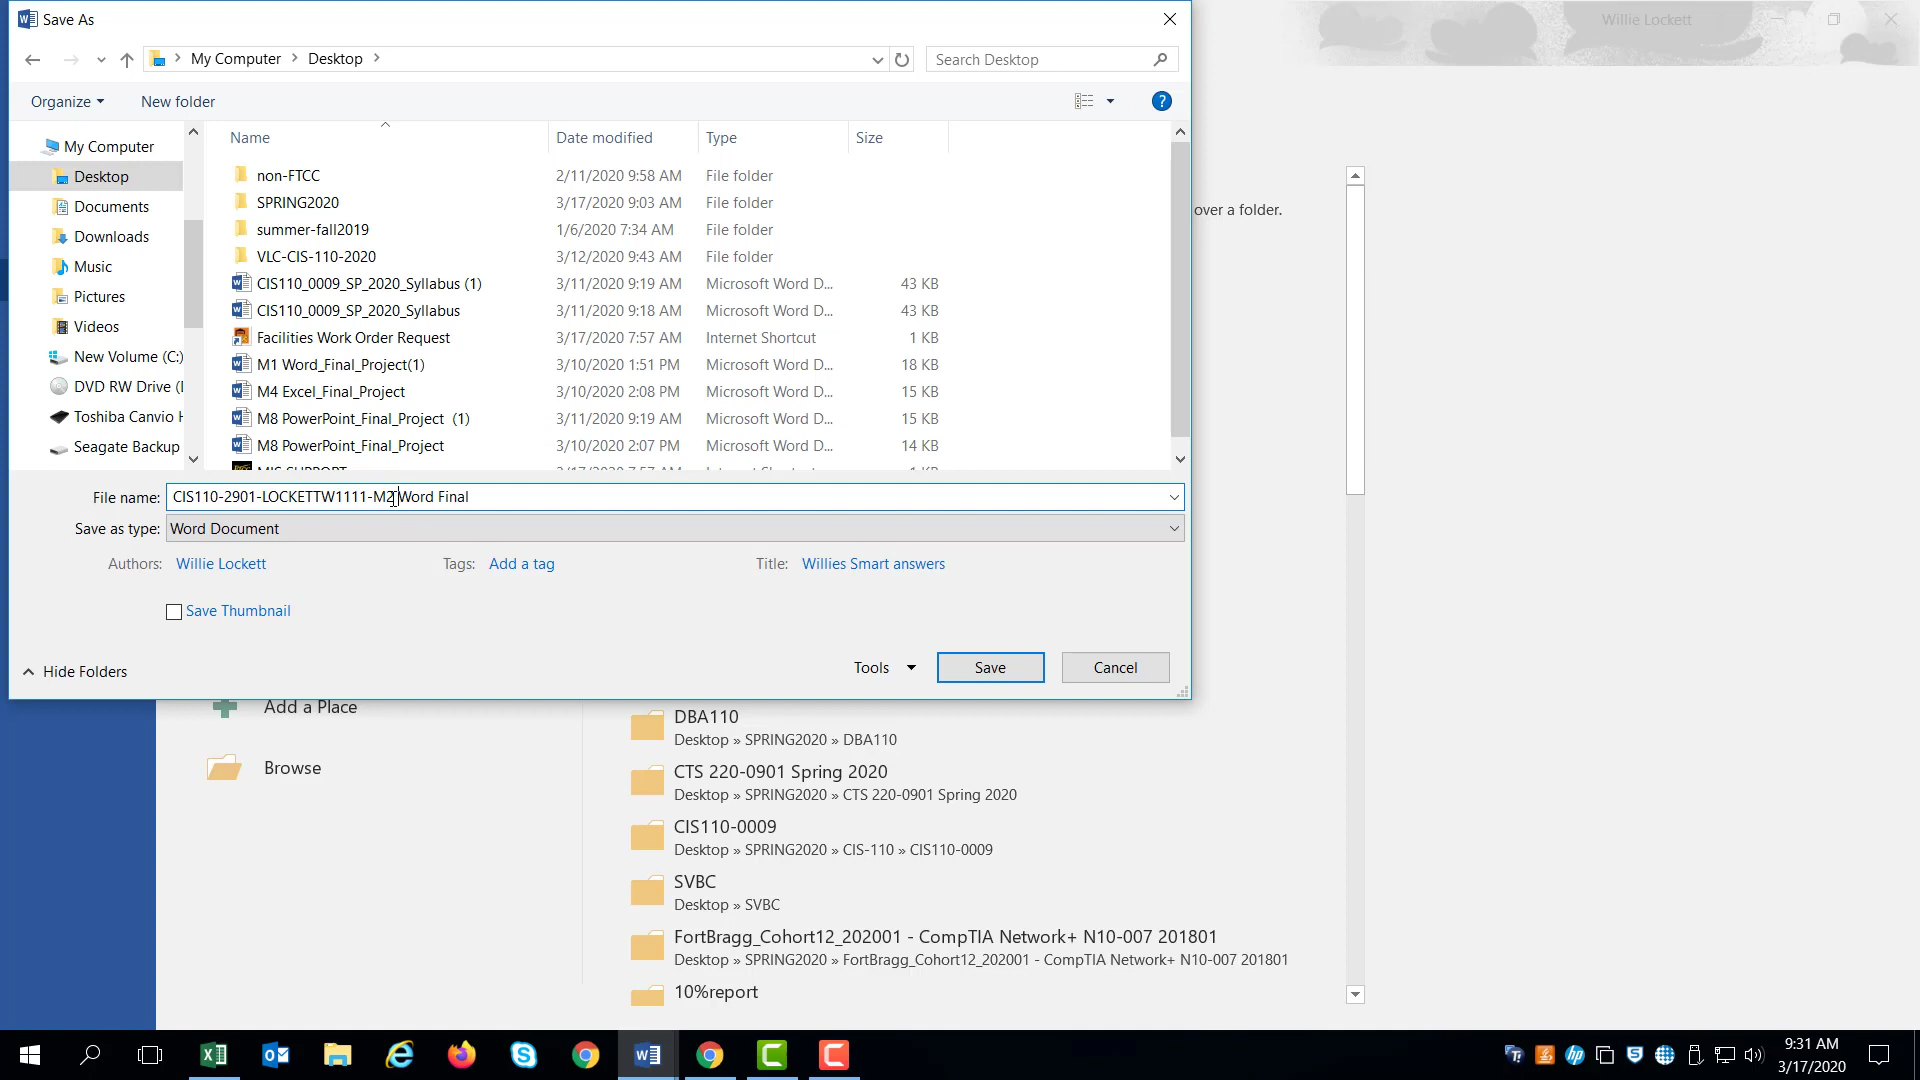 Save As
Willie Lockett
My Computer > Desktop >
Search Desktop
Organize
New folder
?
Name
Date modified
Type
Size
My Computer
Desktop
Documents
Downloads
Music
Pictures
Videos
New Volume (C:)
DVD RW Drive (
Toshiba Canvio
Seagate Backup
non-FTCC 2/11/2020 9:58 AM File folder
SPRING2020 3/17/2020 9:03 AM File folder
summer-fall2019 1/6/2020 7:34 AM File folder
VLC-CIS-110-2020 3/12/2020 9:43 AM File folder
CIS110_0009_SP_2020_Syllabus (1) 3/11/2020 9:19 AM Microsoft Word D... 43 KB
CIS110_0009_SP_2020_Syllabus 3/11/2020 9:18 AM Microsoft Word D... 43 KB
Facilities Work Order Request 3/17/2020 7:57 AM Internet Shortcut 1 KB
M1 Word_Final_Project(1) 3/10/2020 1:51 PM Microsoft Word D... 18 KB
M4 Excel_Final_Project 3/10/2020 2:08 PM Microsoft Word D... 15 KB
M8 PowerPoint_Final_Project (1) 3/11/2020 9:19 AM Microsoft Word D... 15 KB
M8 PowerPoint_Final_Project 3/10/2020 2:07 PM Microsoft Word D... 14 KB
over a folder.
File name: CIS110-2901-LOCKETTW1111-M2 Word Final
Save as type: Word Document
Authors: Willie Lockett
Tags: Add a tag
Title: Willies Smart answers
Save Thumbnail
Hide Folders
Tools
Save
Cancel
Add a Place
Browse
DBA110
Desktop » SPRING2020 » DBA110
CTS 220-0901 Spring 2020
Desktop » SPRING2020 » CTS 220-0901 Spring 2020
CIS110-0009
Desktop » SPRING2020 » CIS-110 » CIS110-0009
SVBC
Desktop » SVBC
FortBragg_Cohort12_202001 - CompTIA Network+ N10-007 201801
Desktop » SPRING2020 » FortBragg_Cohort12_202001 - CompTIA Network+ N10-007 201801
10%report
9:31 AM
3/17/2020